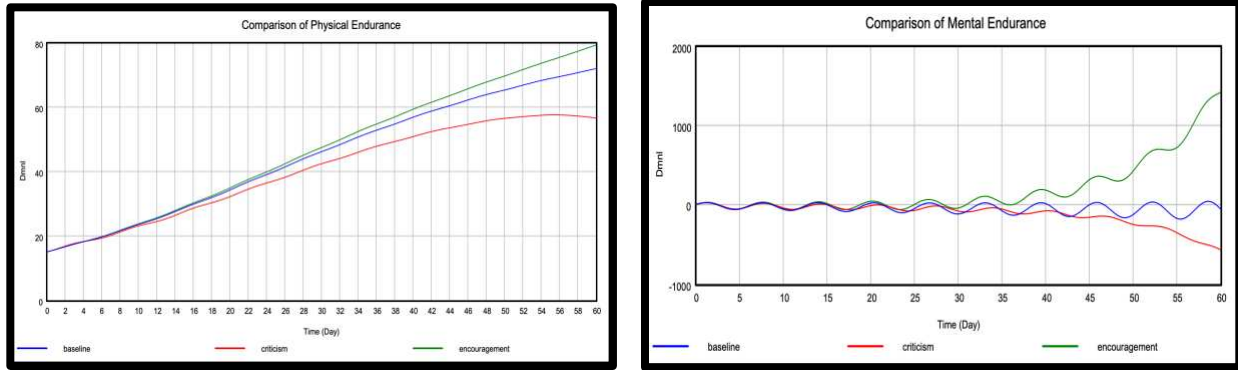 Comparison of Physical Endurance
80
60
40
20
0
Dmnl
0 2 4 6 8 10 12 14 16 18 20 22 24 26 28 30 32 34 36 38 40 42 44 46 48 50 52 54 56 58 60
Time (Day)
baseline criticism encouragement
Comparison of Mental Endurance
2000
1000
0
-1000
Dmnl
0 5 10 15 20 25 30 35 40 45 50 55 60
Time (Day)
baseline criticism encouragement